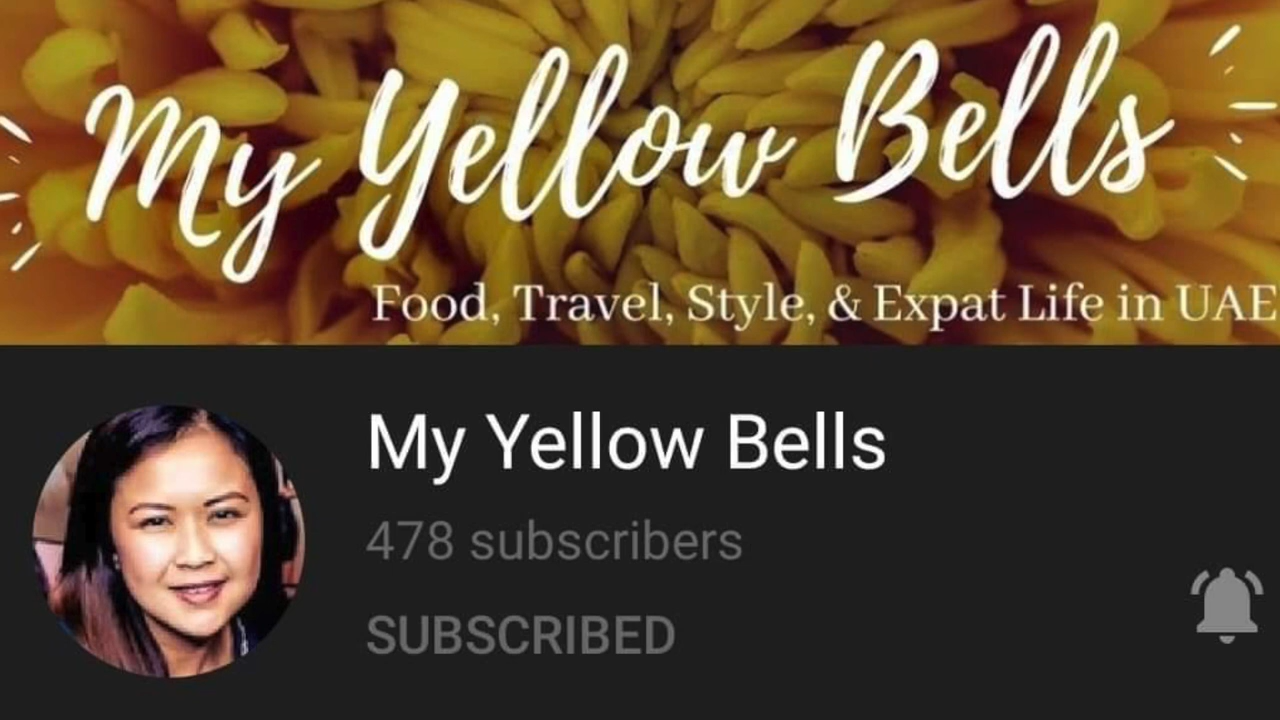 My Yellow Bells
Food, Travel, Style, & Expat Life in UAE
My Yellow Bells
478 subscribers
SUBSCRIBED